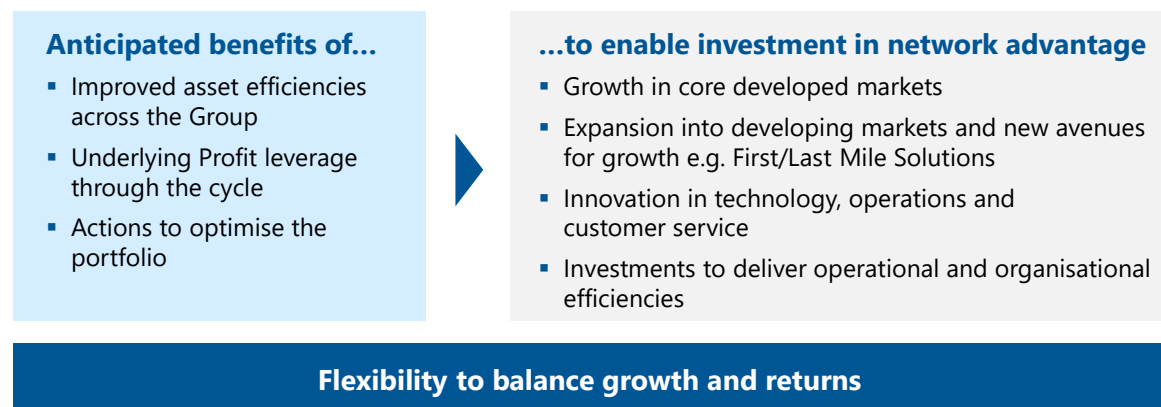 Anticipated benefits of…
▪ Improved asset efficiencies
across the Group
▪ Underlying Profit leverage
through the cycle
▪ Actions to optimise the
portfolio
…to enable investment in network advantage
▪ Growth in core developed markets
▪ Expansion into developing markets and new avenues
for growth e.g. First/Last Mile Solutions
▪ Innovation in technology, operations and
customer service
▪ Investments to deliver operational and organisational
efficiencies
Flexibility to balance growth and returns